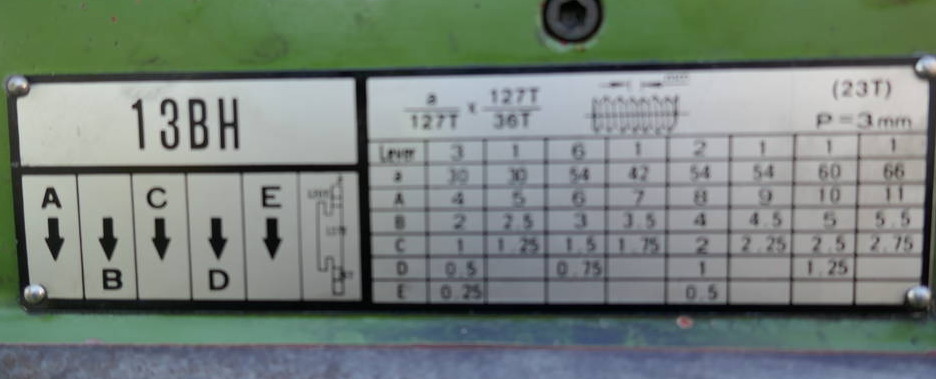 13BH
A C E
B D
a/127T x 127T/36T
(23T)
P=3mm
Lever 3 1 6 1 2 1 1 1
a 30 30 54 42 54 54 60 66
A 4 5 6 7 8 9 10 11
B 2 2.5 3 3.5 4 4.5 5 5.5
C 1 1.25 1.5 1.75 2 2.25 2.5 2.75
D 0.5 0.75 1 1.25
E 0.25 0.5